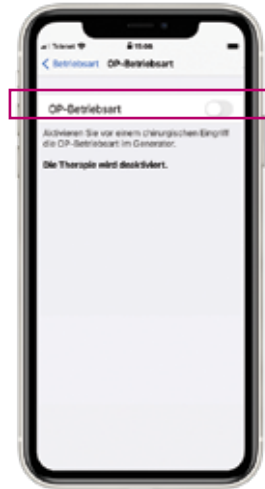 Telenet 15:06
Betriebsart OP-Betriebsart
OP-Betriebsart
Aktivieren Sie vor einem chirurgischen Eingriff
die OP-Betriebsart im Generator.
Die Therapie wird deaktiviert.